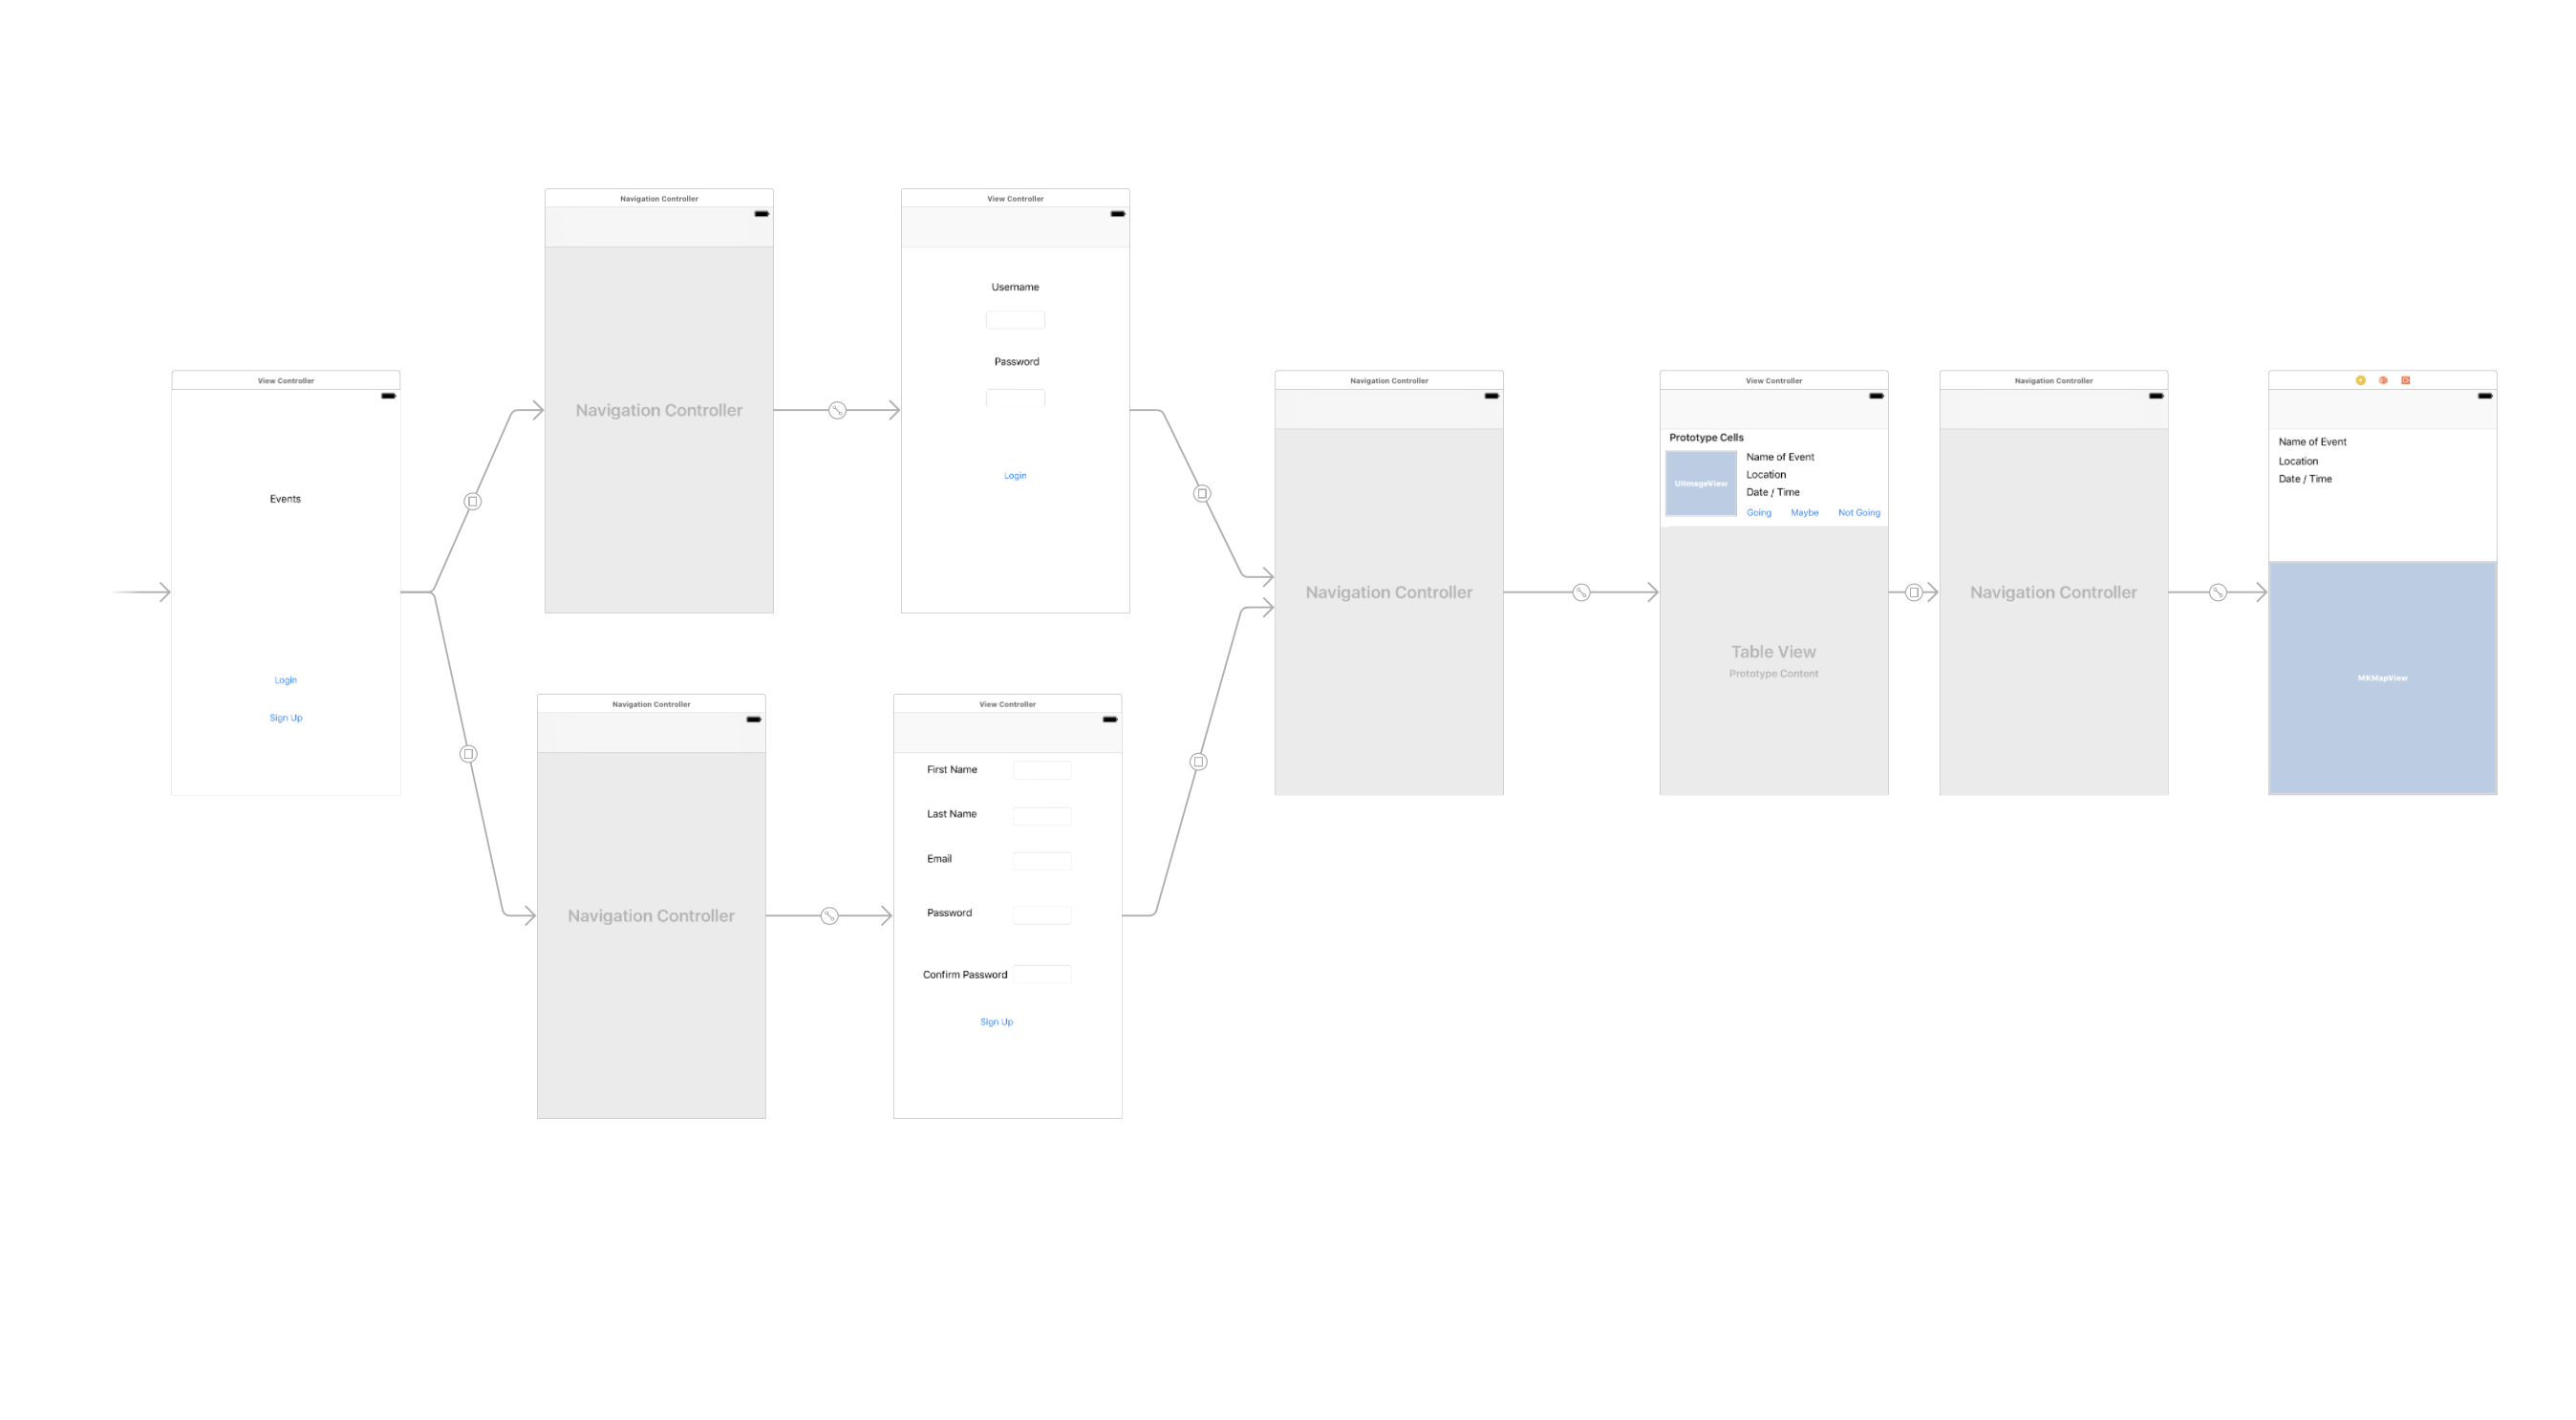 View Controller
Events
Login
Sign Up
Navigation Controller
Navigation Controller
View Controller
Username
Password
Login
Navigation Controller
Navigation Controller
View Controller
First Name
Last Name
Email
Password
Confirm Password
Sign Up
Navigation Controller
Navigation Controller
View Controller
Prototype Cells
UIImageView
Name of Event
Location
Date / Time
Going Maybe Not Going
Table View
Prototype Content
Navigation Controller
Navigation Controller
Name of Event
Location
Date / Time
MKMapView